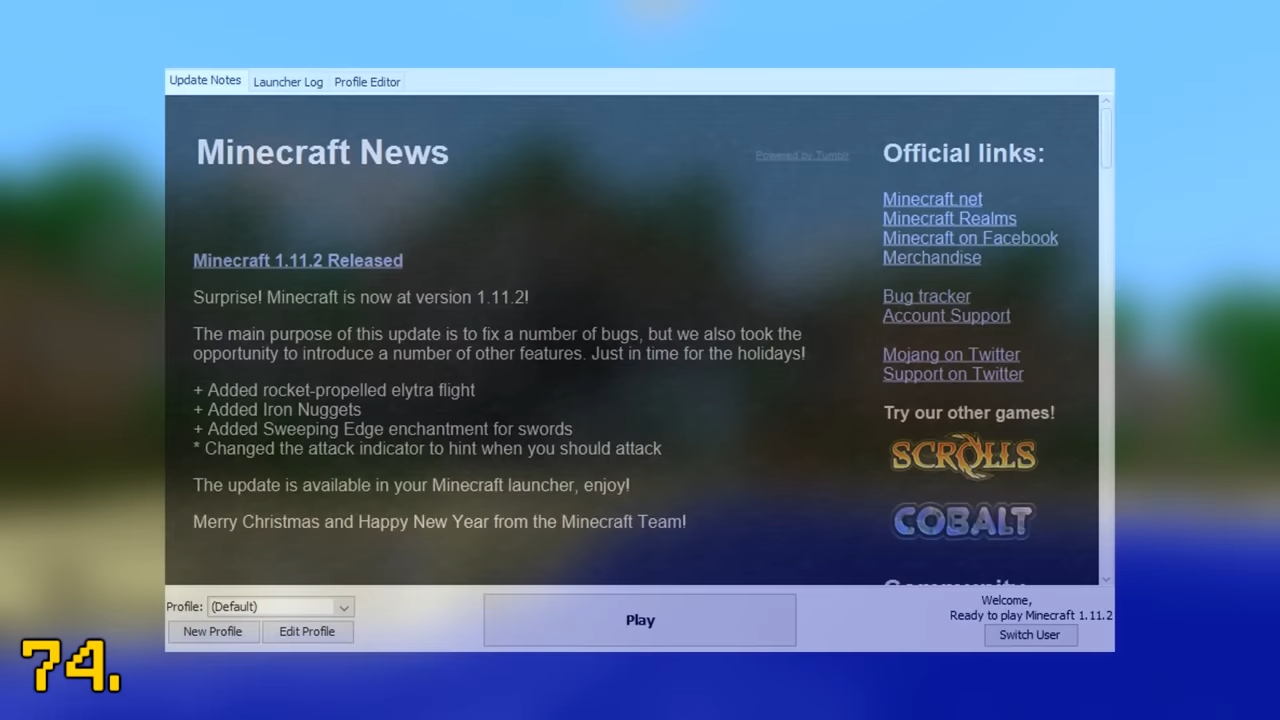 Update Notes
Launcher Log
Profile Editor
Minecraft News
Powered by Tumblr
Minecraft 1.11.2 Released
Surprise! Minecraft is now at version 1.11.2!
The main purpose of this update is to fix a number of bugs, but we also took the
opportunity to introduce a number of other features. Just in time for the holidays!
+ Added rocket-propelled elytra flight
+ Added Iron Nuggets
+ Added Sweeping Edge enchantment for swords
* Changed the attack indicator to hint when you should attack
The update is available in your Minecraft launcher, enjoy!
Merry Christmas and Happy New Year from the Minecraft Team!
Official links:
Minecraft.net
Minecraft Realms
Minecraft on Facebook
Merchandise
Bug tracker
Account Support
Mojang on Twitter
Support on Twitter
Try our other games!
SCROLLS
COBALT
Profile: (Default)
New Profile
Edit Profile
Play
Welcome,
Ready to play Minecraft 1.11.2
Switch User
74.